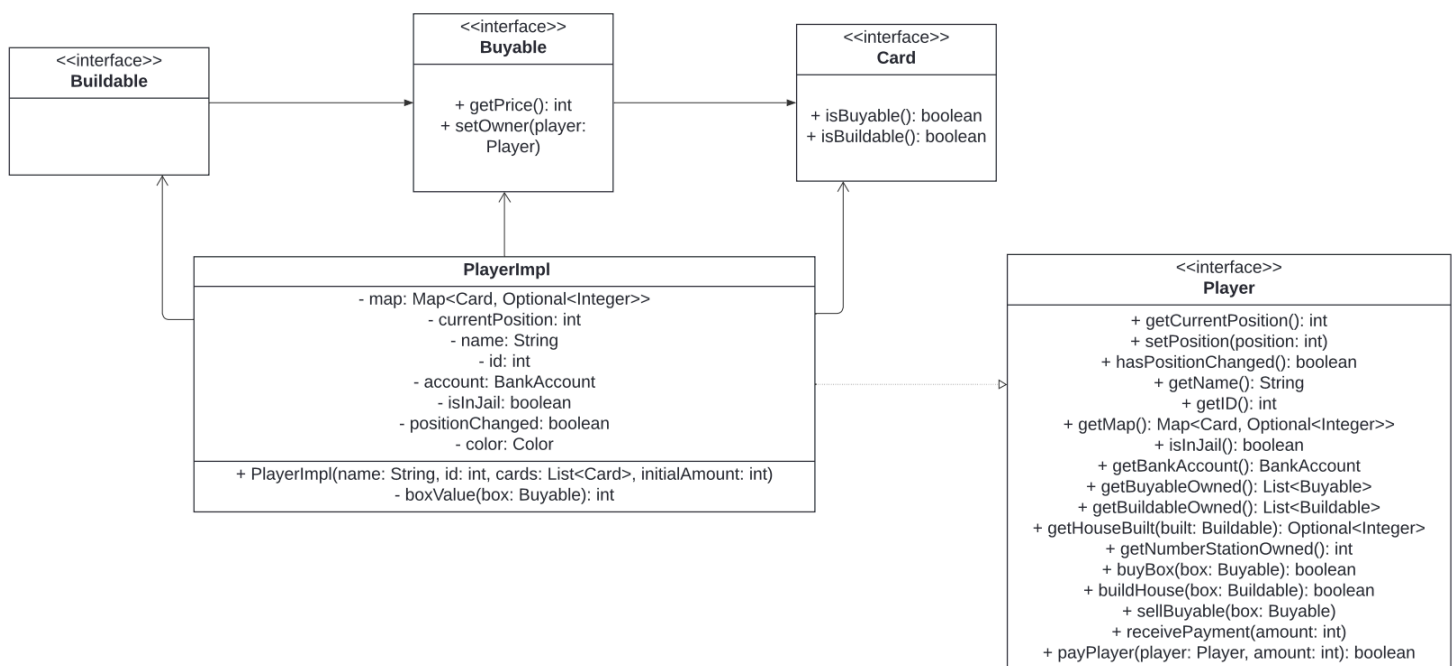 <<interface>>
Buildable
<<interface>>
Buyable
+ getPrice(): int
+ setOwner(player:
Player)
<<interface>>
Card
+ isBuyable(): boolean
+ isBuildable(): boolean
PlayerImpl
- map: Map<Card, Optional<Integer>>
- currentPosition: int
- name: String
- id: int
- account: BankAccount
- isInJail: boolean
- positionChanged: boolean
- color: Color
+ PlayerImpl(name: String, id: int, cards: List<Card>, initialAmount: int)
- boxValue(box: Buyable): int
<<interface>>
Player
+ getCurrentPosition(): int
+ setPosition(position: int)
+ hasPositionChanged(): boolean
+ getName(): String
+ getID(): int
+ getMap(): Map<Card, Optional<Integer>>
+ isInJail(): boolean
+ getBankAccount(): BankAccount
+ getBuyableOwned(): List<Buyable>
+ getBuildableOwned(): List<Buildable>
+ getHouseBuilt(built: Buildable): Optional<Integer>
+ getNumberStationOwned(): int
+ buyBox(box: Buyable): boolean
+ buildHouse(box: Buildable): boolean
+ sellBuyable(box: Buyable)
+ receivePayment(amount: int)
+ payPlayer(player: Player, amount: int): boolean